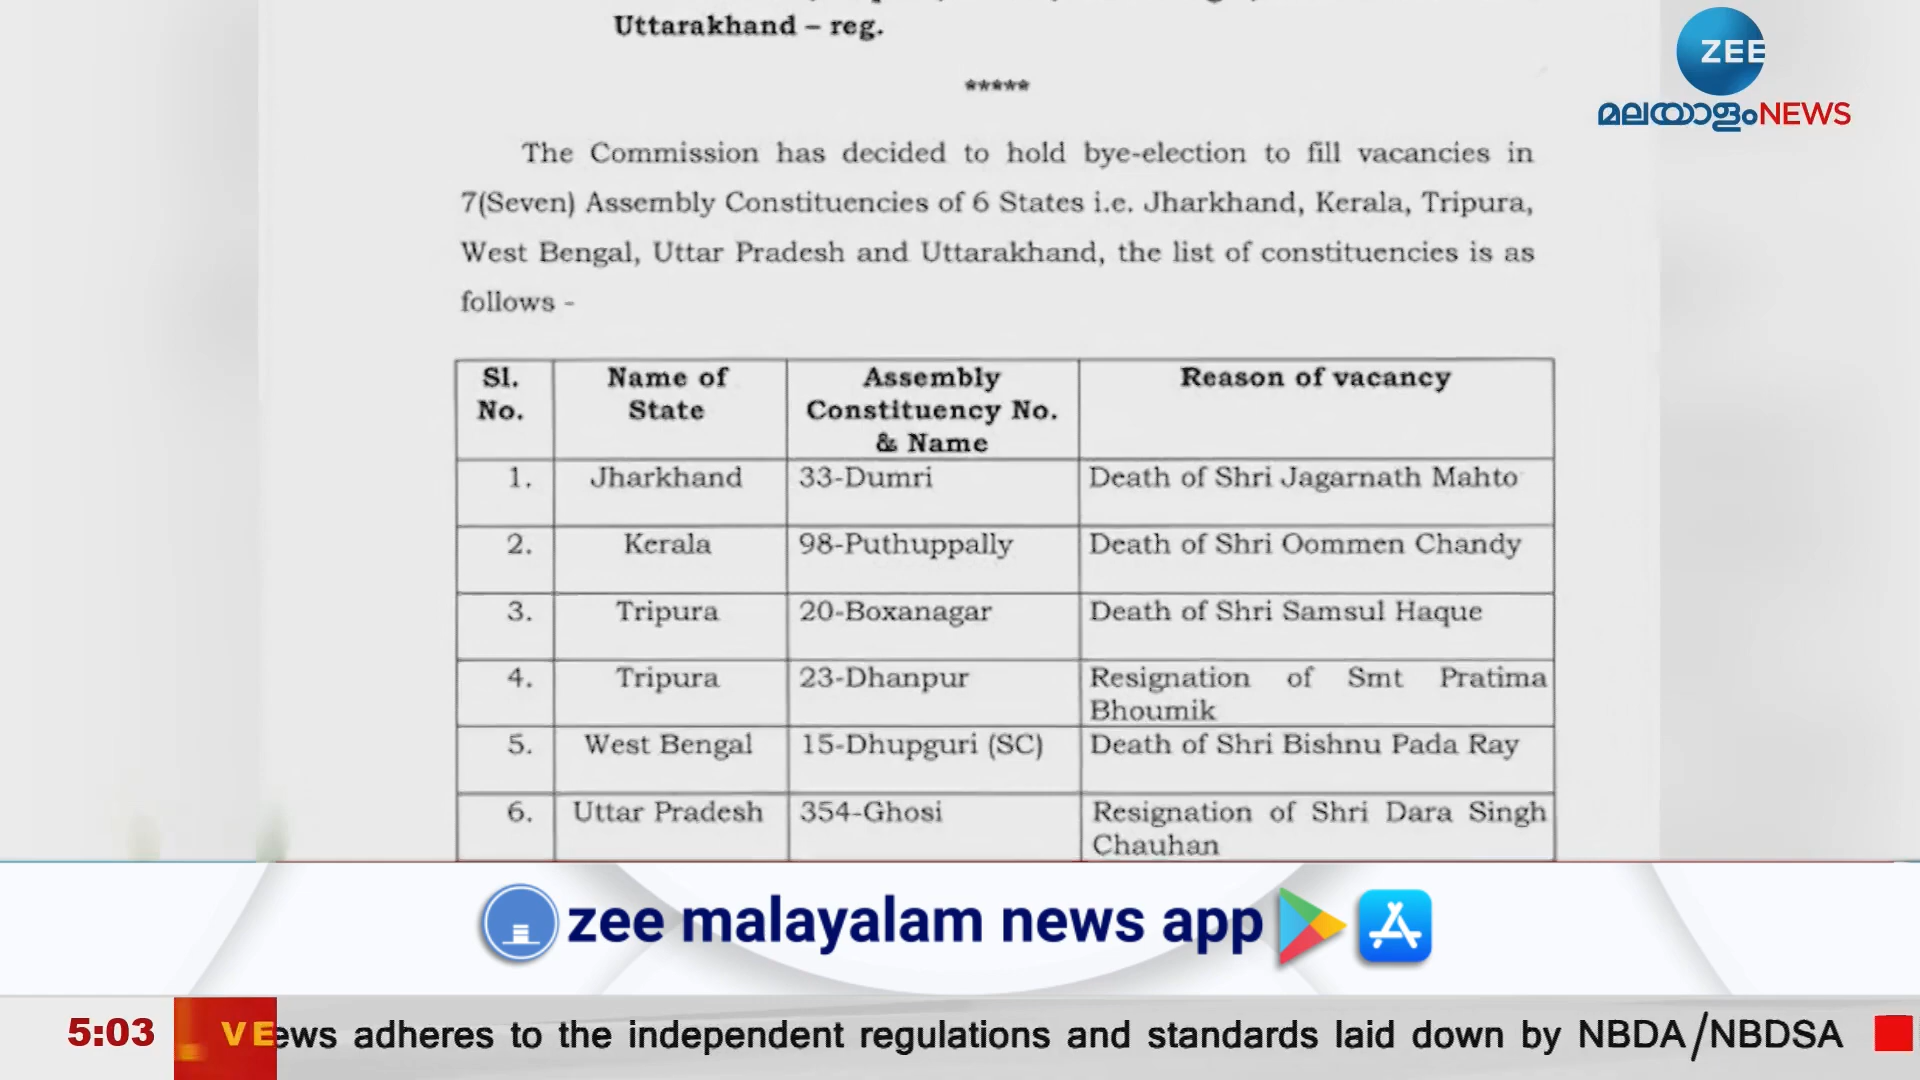 Uttarakhand – reg.
*****
ZEE
മലയാളംNEWS
The Commission has decided to hold bye-election to fill vacancies in
7(Seven) Assembly Constituencies of 6 States i.e. Jharkhand, Kerala, Tripura,
West Bengal, Uttar Pradesh and Uttarakhand, the list of constituencies is as
follows -
Sl. No. Name of State Assembly Constituency No. & Name Reason of vacancy
1. Jharkhand 33-Dumri Death of Shri Jagarnath Mahto
2. Kerala 98-Puthuppally Death of Shri Oommen Chandy
3. Tripura 20-Boxanagar Death of Shri Samsul Haque
4. Tripura 23-Dhanpur Resignation of Smt Pratima Bhoumik
5. West Bengal 15-Dhupguri (SC) Death of Shri Bishnu Pada Ray
6. Uttar Pradesh 354-Ghosi Resignation of Shri Dara Singh Chauhan
zee malayalam news app
5:03 VE ews adheres to the independent regulations and standards laid down by NBDA/NBDSA